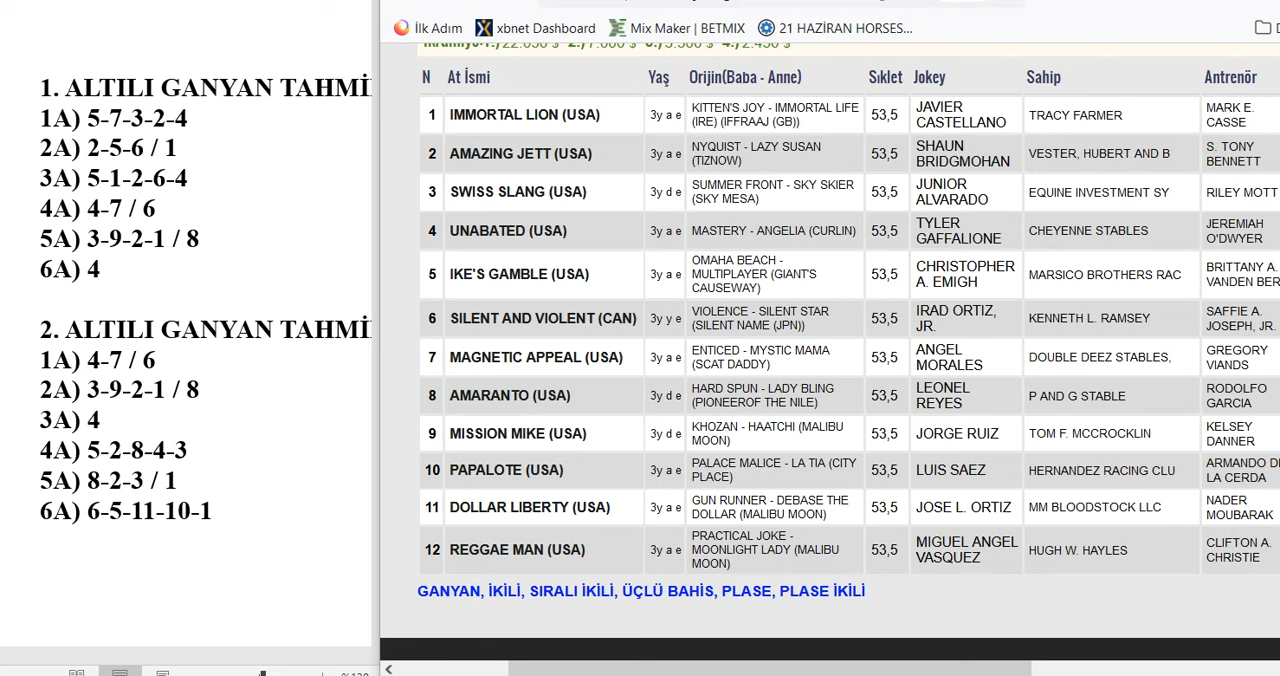 İlk Adım xbnet Dashboard Mix Maker | BETMIX 21 HAZİRAN HORSES...
1. ALTILI GANYAN TAHMİ
1A) 5-7-3-2-4
2A) 2-5-6 / 1
3A) 5-1-2-6-4
4A) 4-7 / 6
5A) 3-9-2-1 / 8
6A) 4
2. ALTILI GANYAN TAHMİ
1A) 4-7 / 6
2A) 3-9-2-1 / 8
3A) 4
4A) 5-2-8-4-3
5A) 8-2-3 / 1
6A) 6-5-11-10-1
N At İsmi Yaş Orijin(Baba - Anne) Sıklet Jokey Sahip Antrenör
1 IMMORTAL LION (USA) 3y a e KITTEN'S JOY - IMMORTAL LIFE (IRE) (IFFRAAJ (GB)) 53,5 JAVIER CASTELLANO TRACY FARMER MARK E. CASSE
2 AMAZING JETT (USA) 3y a e NYQUIST - LAZY SUSAN (TIZNOW) 53,5 SHAUN BRIDGMOHAN VESTER, HUBERT AND B S. TONY BENNETT
3 SWISS SLANG (USA) 3y d e SUMMER FRONT - SKY SKIER (SKY MESA) 53,5 JUNIOR ALVARADO EQUINE INVESTMENT SY RILEY MOTT
4 UNABATED (USA) 3y a e MASTERY - ANGELIA (CURLIN) 53,5 TYLER GAFFALIONE CHEYENNE STABLES JEREMIAH O'DWYER
5 IKE'S GAMBLE (USA) 3y a e OMAHA BEACH - MULTIPLAYER (GIANT'S CAUSEWAY) 53,5 CHRISTOPHER A. EMIGH MARSICO BROTHERS RAC BRITTANY A. VANDEN BER
6 SILENT AND VIOLENT (CAN) 3y y e VIOLENCE - SILENT STAR (SILENT NAME (JPN)) 53,5 IRAD ORTIZ, JR. KENNETH L. RAMSEY SAFFIE A. JOSEPH, JR.
7 MAGNETIC APPEAL (USA) 3y a e ENTICED - MYSTIC MAMA (SCAT DADDY) 53,5 ANGEL MORALES DOUBLE DEEZ STABLES, GREGORY VIANDS
8 AMARANTO (USA) 3y d e HARD SPUN - LADY BLING (PIONEEROF THE NILE) 53,5 LEONEL REYES P AND G STABLE RODOLFO GARCIA
9 MISSION MIKE (USA) 3y d e KHOZAN - HAATCHI (MALIBU MOON) 53,5 JORGE RUIZ TOM F. MCCROCKLIN KELSEY DANNER
10 PAPALOTE (USA) 3y a e PALACE MALICE - LA TIA (CITY PLACE) 53,5 LUIS SAEZ HERNANDEZ RACING CLU ARMANDO DE LA CERDA
11 DOLLAR LIBERTY (USA) 3y a e GUN RUNNER - DEBASE THE DOLLAR (MALIBU MOON) 53,5 JOSE L. ORTIZ MM BLOODSTOCK LLC NADER MOUBARAK
12 REGGAE MAN (USA) 3y a e PRACTICAL JOKE - MOONLIGHT LADY (MALIBU MOON) 53,5 MIGUEL ANGEL VASQUEZ HUGH W. HAYLES CLIFTON A. CHRISTIE
GANYAN, İKİLİ, SIRALI İKİLİ, ÜÇLÜ BAHİS, PLASE, PLASE İKİLİ